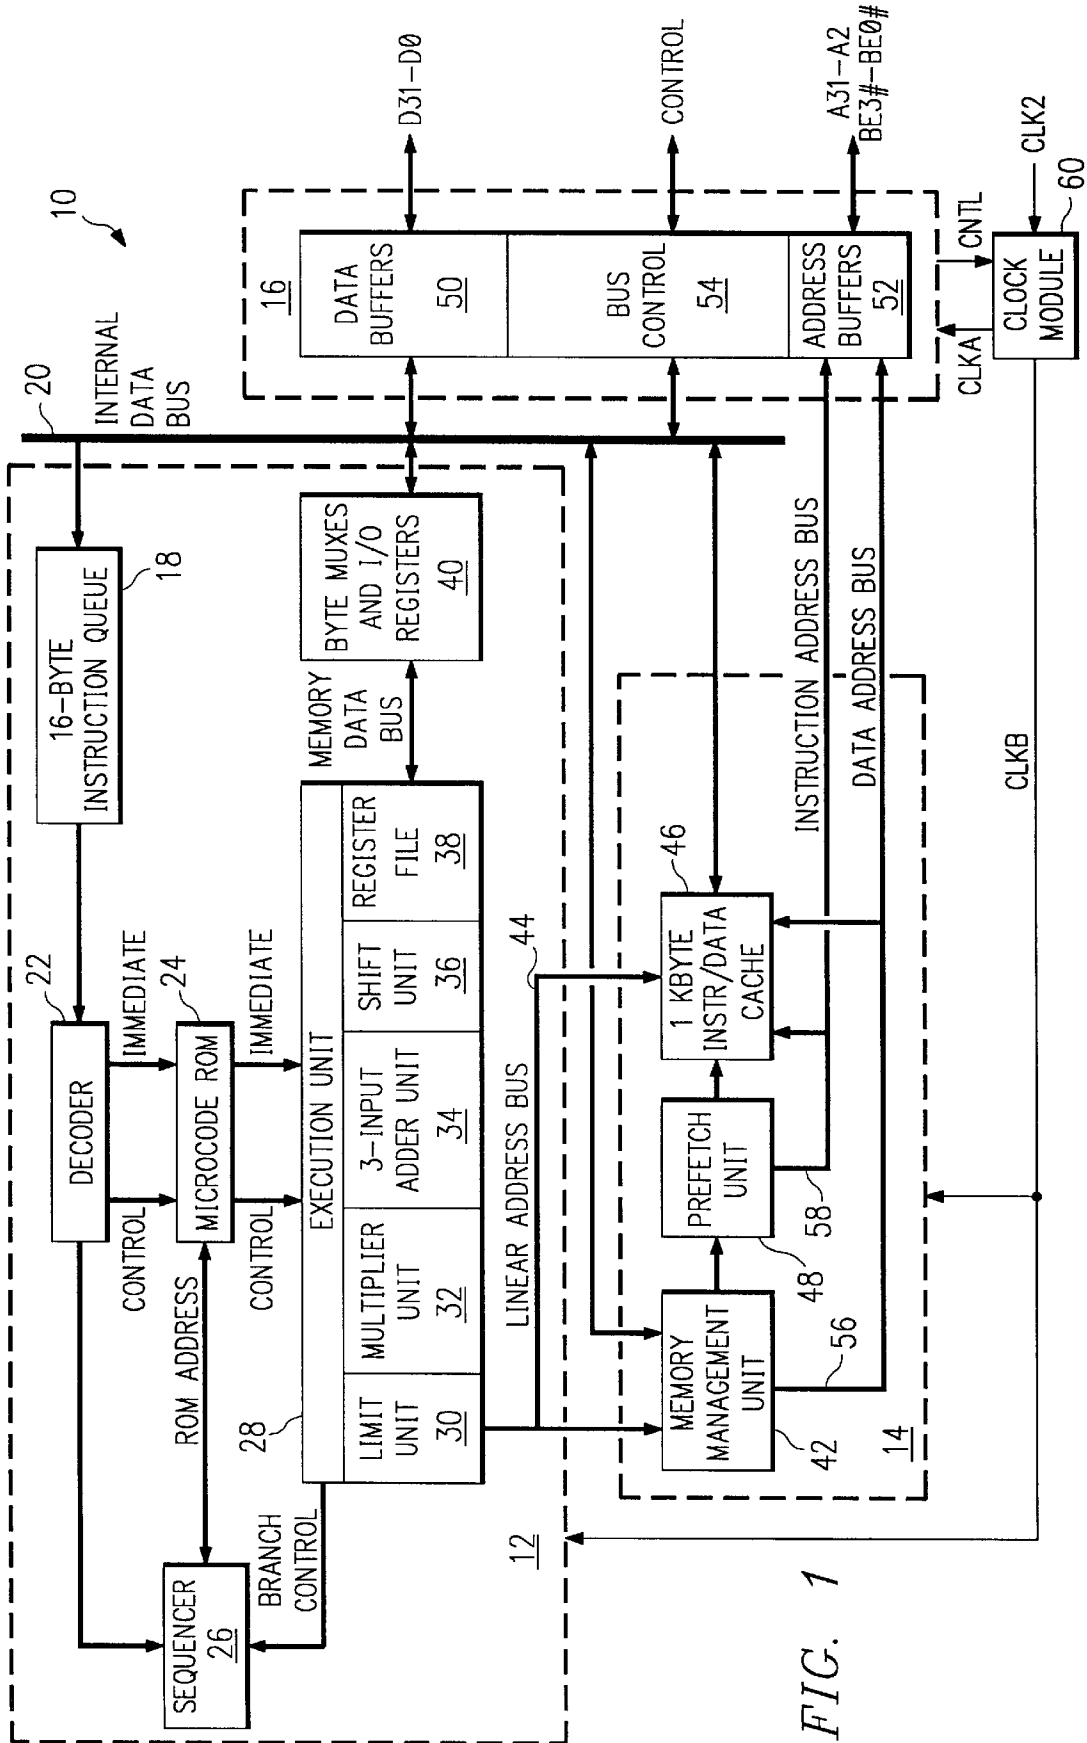 10
20
INTERNAL
DATA
BUS
16-BYTE
INSTRUCTION QUEUE
18
22
DECODER
IMMEDIATE
CONTROL
24
MICROCODE ROM
IMMEDIATE
CONTROL
ROM ADDRESS
SEQUENCER
26
BRANCH
CONTROL
28
EXECUTION UNIT
LIMIT
UNIT
30
MULTIPLIER
UNIT
32
3-INPUT
ADDER UNIT
34
SHIFT
UNIT
36
REGISTER
FILE
38
MEMORY
DATA
BUS
BYTE MUXES
AND I/O
REGISTERS
40
12
16
DATA
BUFFERS
50
BUS
CONTROL
54
ADDRESS
BUFFERS
52
D31-D0
CONTROL
A31-A2
BE3#-BE0#
LINEAR ADDRESS BUS
44
MEMORY
MANAGEMENT
UNIT
42
PREFETCH
UNIT
48
1 KBYTE
INSTR/DATA
CACHE
46
56
58
14
INSTRUCTION ADDRESS BUS
DATA ADDRESS BUS
CLKA
CNTL
CLK2
CLOCK
MODULE
60
CLKB
FIG. 1